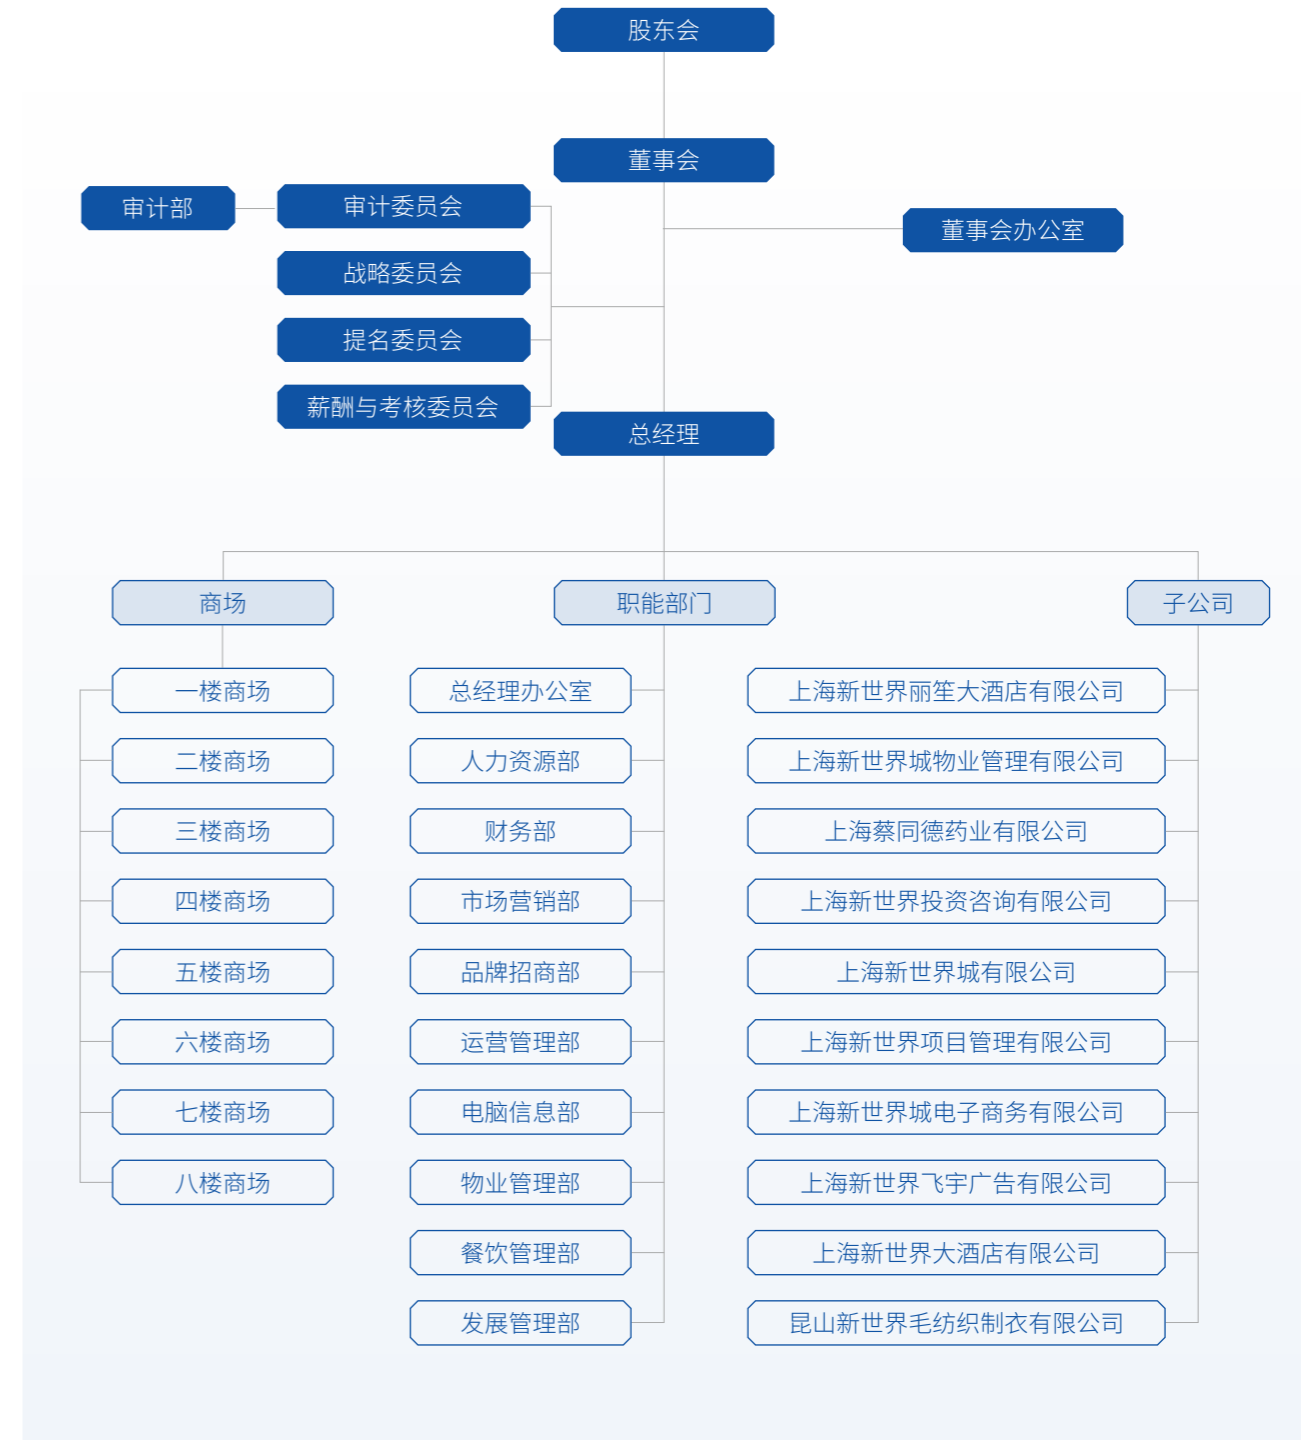 股东会
董事会
审计部
审计委员会
董事会办公室
战略委员会
提名委员会
薪酬与考核委员会
总经理
商场
职能部门
子公司
一楼商场
二楼商场
三楼商场
四楼商场
五楼商场
六楼商场
七楼商场
八楼商场
总经理办公室
人力资源部
财务部
市场营销部
品牌招商部
运营管理部
电脑信息部
物业管理部
餐饮管理部
发展管理部
上海新世界丽笙大酒店有限公司
上海新世界城物业管理有限公司
上海蔡同德药业有限公司
上海新世界投资咨询有限公司
上海新世界城有限公司
上海新世界项目管理有限公司
上海新世界城电子商务有限公司
上海新世界飞宇广告有限公司
上海新世界大酒店有限公司
昆山新世界毛纺织制衣有限公司